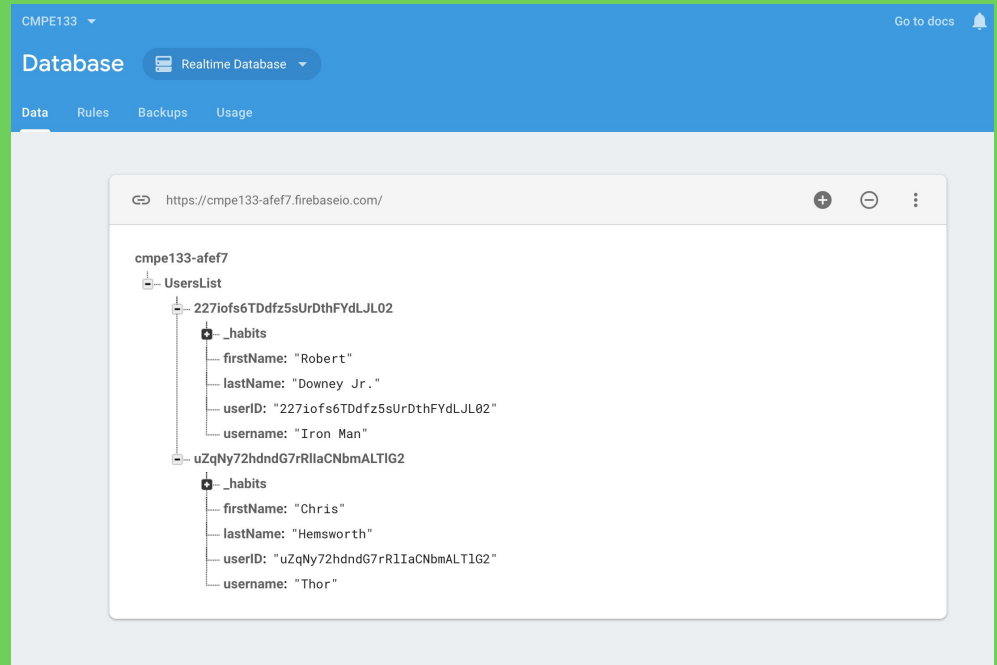 CMPE133
Go to docs
Database
Realtime Database
Data Rules Backups Usage
https://cmpe133-afef7.firebaseio.com/
cmpe133-afef7
UsersList
227iofs6TDdfz5sUrDthFYdLJL02
_habits
firstName: "Robert"
lastName: "Downey Jr."
userID: "227iofs6TDdfz5sUrDthFYdLJL02"
username: "Iron Man"
uZqNy72hdndG7rRlIaCNbmALTlG2
_habits
firstName: "Chris"
lastName: "Hemsworth"
userID: "uZqNy72hdndG7rRlIaCNbmALTlG2"
username: "Thor"